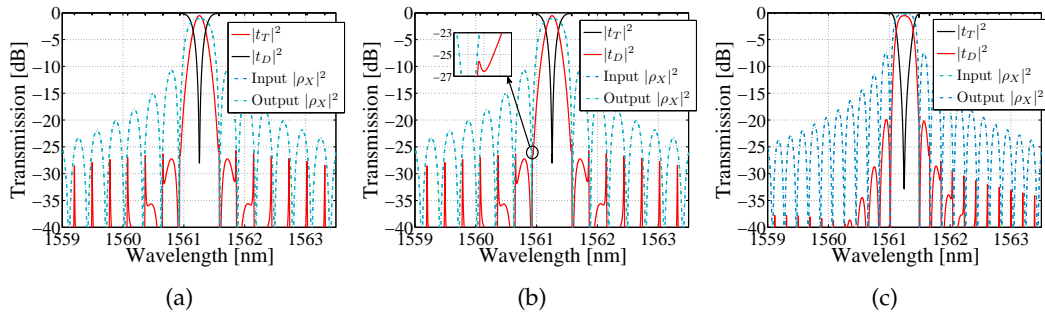 Transmission [dB]
0
−5
−10
−15
−20
−25
−30
−35
−40
1559
1560
1561
1562
1563
Wavelength [nm]
|t_T|²
|t_D|²
Input |ρ_X|²
Output |ρ_X|²
(a)
Transmission [dB]
0
−5
−10
−15
−20
−25
−30
−35
−40
1559
1560
1561
1562
1563
Wavelength [nm]
−23
−25
−27
|t_T|²
|t_D|²
Input |ρ_X|²
Output |ρ_X|²
(b)
Transmission [dB]
0
−5
−10
−15
−20
−25
−30
−35
−40
1559
1560
1561
1562
1563
Wavelength [nm]
|t_T|²
|t_D|²
Input |ρ_X|²
Output |ρ_X|²
(c)